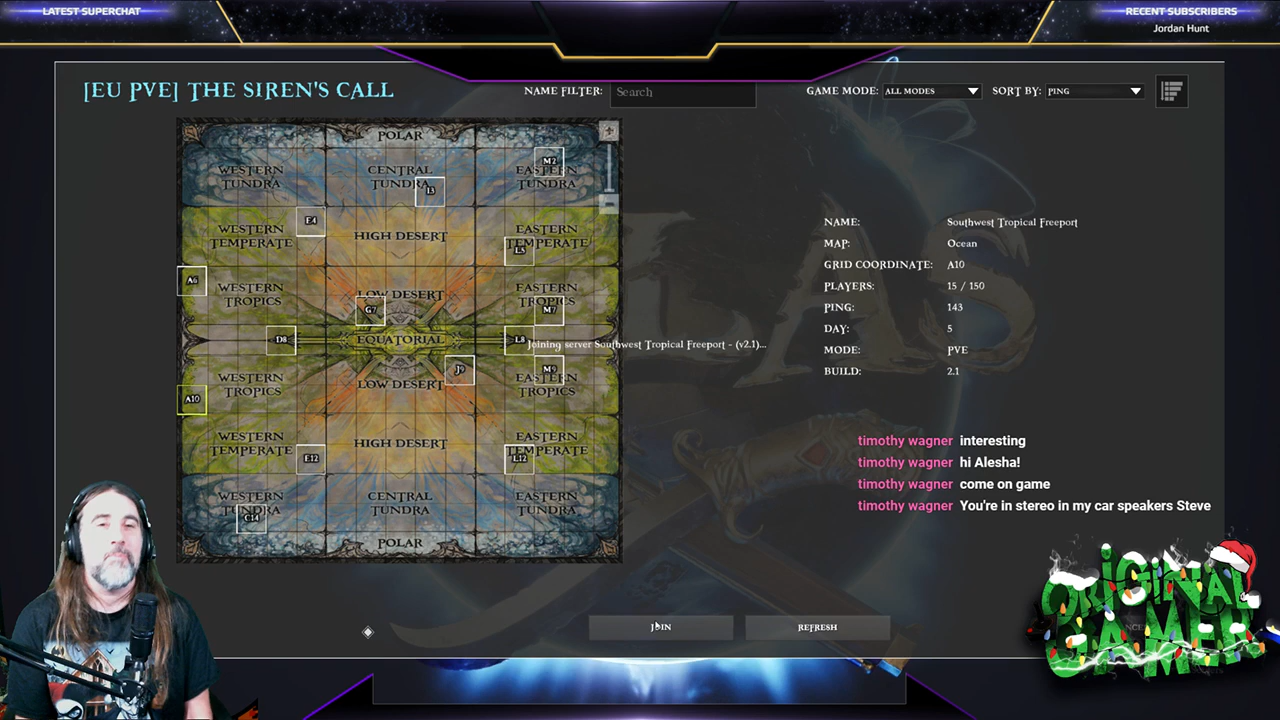 LATEST SUPERCHAT
RECENT SUBSCRIBERS
Jordan Hunt
[EU PVE] THE SIREN'S CALL
NAME FILTER:
Search
GAME MODE:
ALL MODES
SORT BY:
PING
POLAR
WESTERN TUNDRA
CENTRAL TUNDRA
EASTERN TUNDRA
M2
E4
WESTERN TEMPERATE
HIGH DESERT
EASTERN TEMPERATE
A6
WESTERN TROPICS
LOW DESERT
EASTERN TROPICS
G7
M7
D8
EQUATORIAL
L8
Joining server Southwest Tropical Freeport - (v2.1)...
J9
M9
WESTERN TROPICS
LOW DESERT
EASTERN TROPICS
A10
WESTERN TEMPERATE
HIGH DESERT
EASTERN TEMPERATE
E12
L12
WESTERN TUNDRA
CENTRAL TUNDRA
EASTERN TUNDRA
C14
POLAR
NAME: Southwest Tropical Freeport
MAP: Ocean
GRID COORDINATE: A10
PLAYERS: 15 / 150
PING: 143
DAY: 5
MODE: PVE
BUILD: 2.1
timothy wagner interesting
timothy wagner hi Alesha!
timothy wagner come on game
timothy wagner You're in stereo in my car speakers Steve
JOIN
REFRESH
ORIGINAL
GAMER